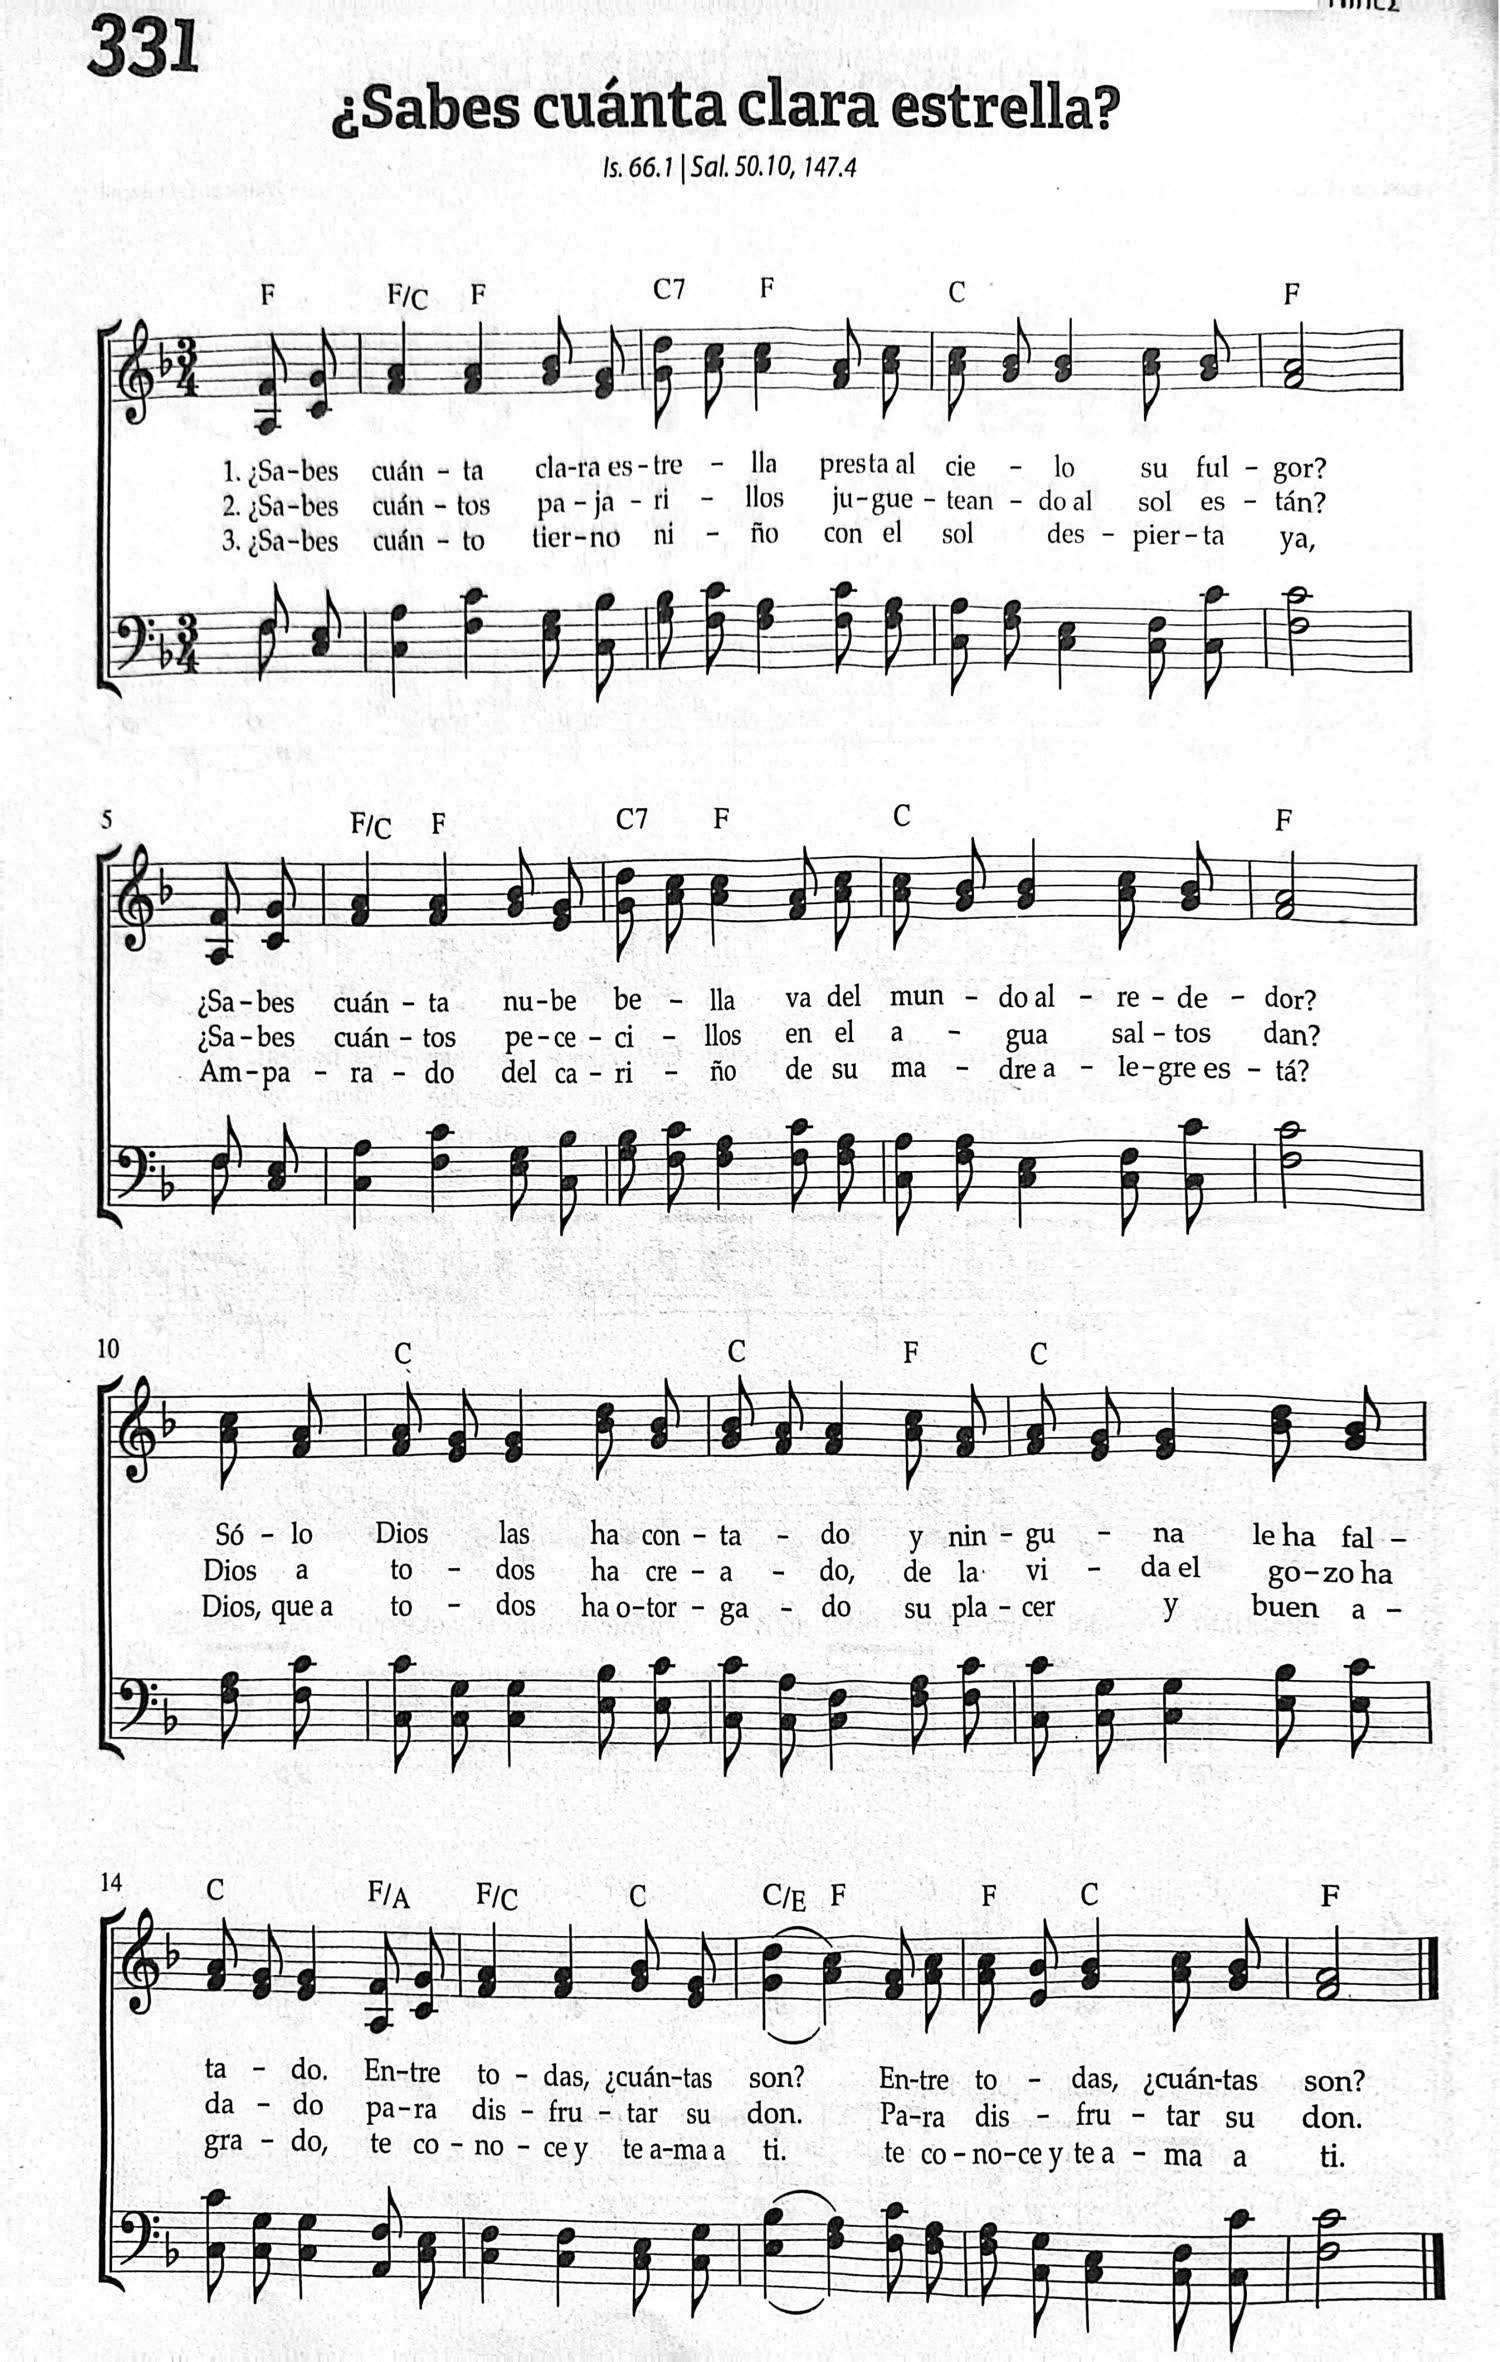 331
¿Sabes cuánta clara estrella?
Is. 66.1 | Sal. 50.10, 147.4
F F/C F C7 F C F
1. ¿Sa-bes cuán - ta cla-ra es-tre - lla presta al cie - lo su ful - gor?
2. ¿Sa-bes cuán - tos pa-ja - ri - llos ju-gue - tean - do al sol es - tán?
3. ¿Sa-bes cuán - to tier-no ni - ño con el sol des - pier-ta ya,
5 F/C F C7 F C F
¿Sa-bes cuán - ta nu-be be - lla va del mun - do al - re - de - dor?
¿Sa-bes cuán - tos pe-ce - ci - llos en el a - gua sal - tos dan?
Am-pa - ra - do del ca - ri - ño de su ma - dre a - le-gre es - tá?
10 C C F C
Só - lo Dios las ha con - ta - do y nin - gu - na le ha fal -
Dios a to - dos ha cre - a - do, de la vi - da el go-zo ha
Dios, que a to - dos ha o-tor - ga - do su pla - cer y buen a -
14 C F/A F/C C C/E F F C F
ta - do. En-tre to - das, ¿cuán-tas son? En-tre to - das, ¿cuán-tas son?
da - do pa-ra dis - fru - tar su don. Pa-ra dis - fru - tar su don.
gra - do, te co - no - ce y te a-ma a ti. te co - no-ce y te a - ma a ti.